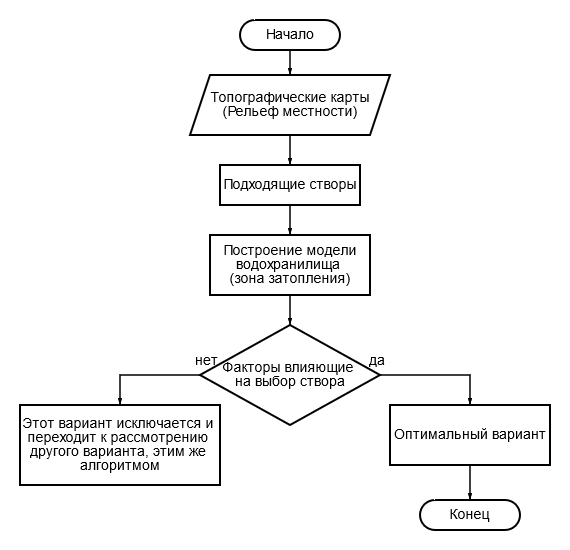 Начало
Топографические карты
(Рельеф местности)
Подходящие створы
Построение модели
водохранилища
(зона затопления)
нет
Факторы влияющие
на выбор створа
да
Этот вариант исключается и
переходит к рассмотрению
другого варианта, этим же
алгоритмом
Оптимальный вариант
Конец